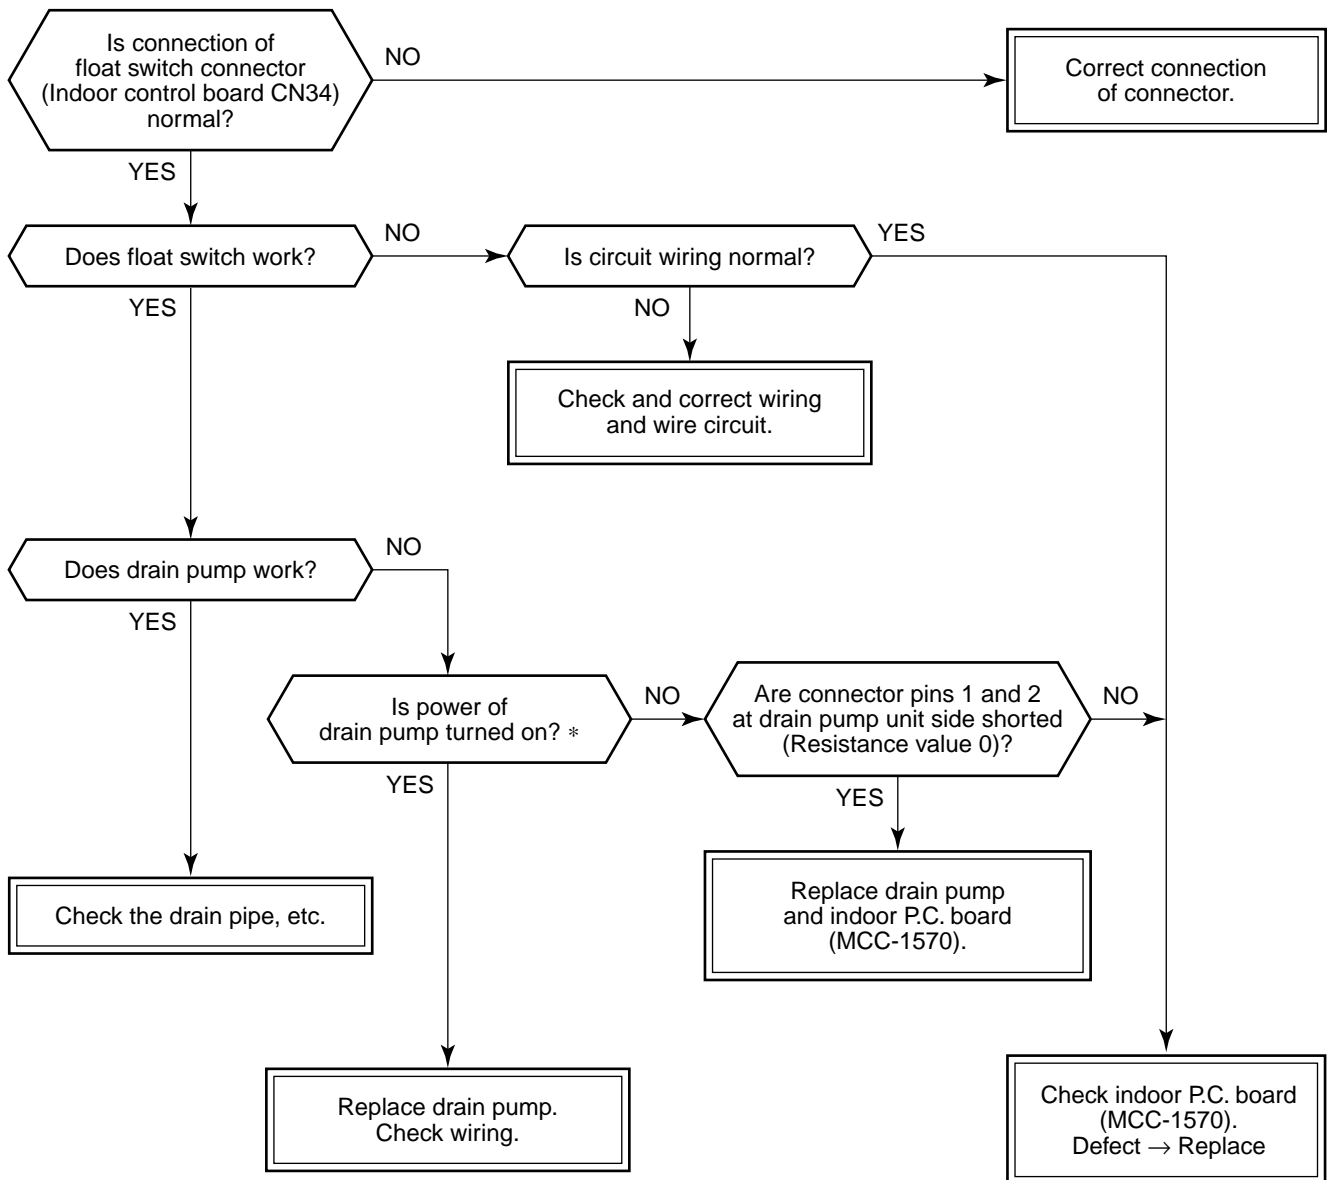 Is connection of
float switch connector
(Indoor control board CN34)
normal?
NO
Correct connection
of connector.
YES
Does float switch work?
NO
Is circuit wiring normal?
YES
YES
NO
Check and correct wiring
and wire circuit.
Does drain pump work?
NO
YES
Is power of
drain pump turned on? *
NO
Are connector pins 1 and 2
at drain pump unit side shorted
(Resistance value 0)?
NO
YES
YES
Check the drain pipe, etc.
Replace drain pump
and indoor P.C. board
(MCC-1570).
Replace drain pump.
Check wiring.
Check indoor P.C. board
(MCC-1570).
Defect → Replace